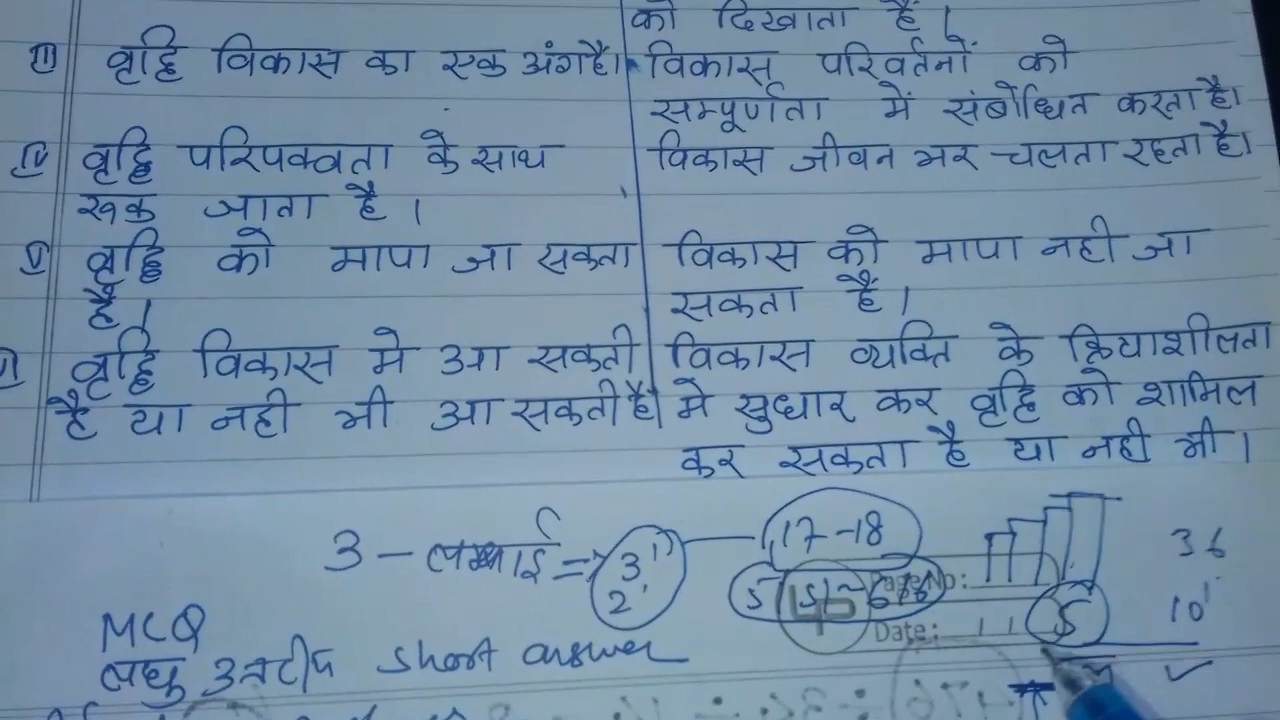 को दिखाता है।
III वृद्धि विकास का एक अंग है। विकास परिवर्तनों को
सम्पूर्णता में संबोधित करता है।
IV वृद्धि परिपक्वता के साथ विकास जीवन भर चलता रहता है।
रूक जाता है।
V वृद्धि को मापा जा सकता विकास को मापा नही जा
है। सकता है।
वृद्धि विकास मे आ सकती विकास व्यक्ति के क्रियाशीलता
है या नही भी आ सकती है। मे सुधार कर वृद्धि को शामिल
कर सकता है या नही भी।
3 – लम्बाई => 3' 2' — 17-18 36
Page No: 5 10'
MCQ Date:
लघु उत्तरीय short answer